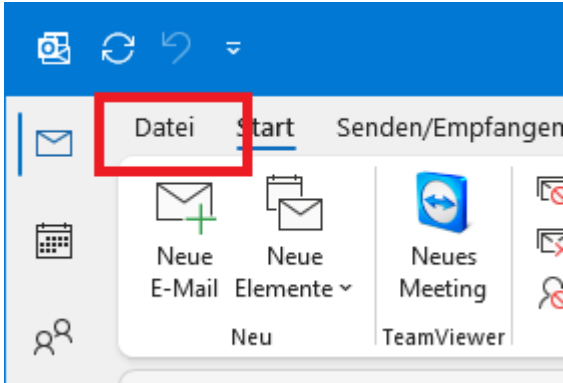 Datei Start Senden/Empfangen
Neue E-Mail
Neue Elemente
Neues Meeting
Neu
TeamViewer